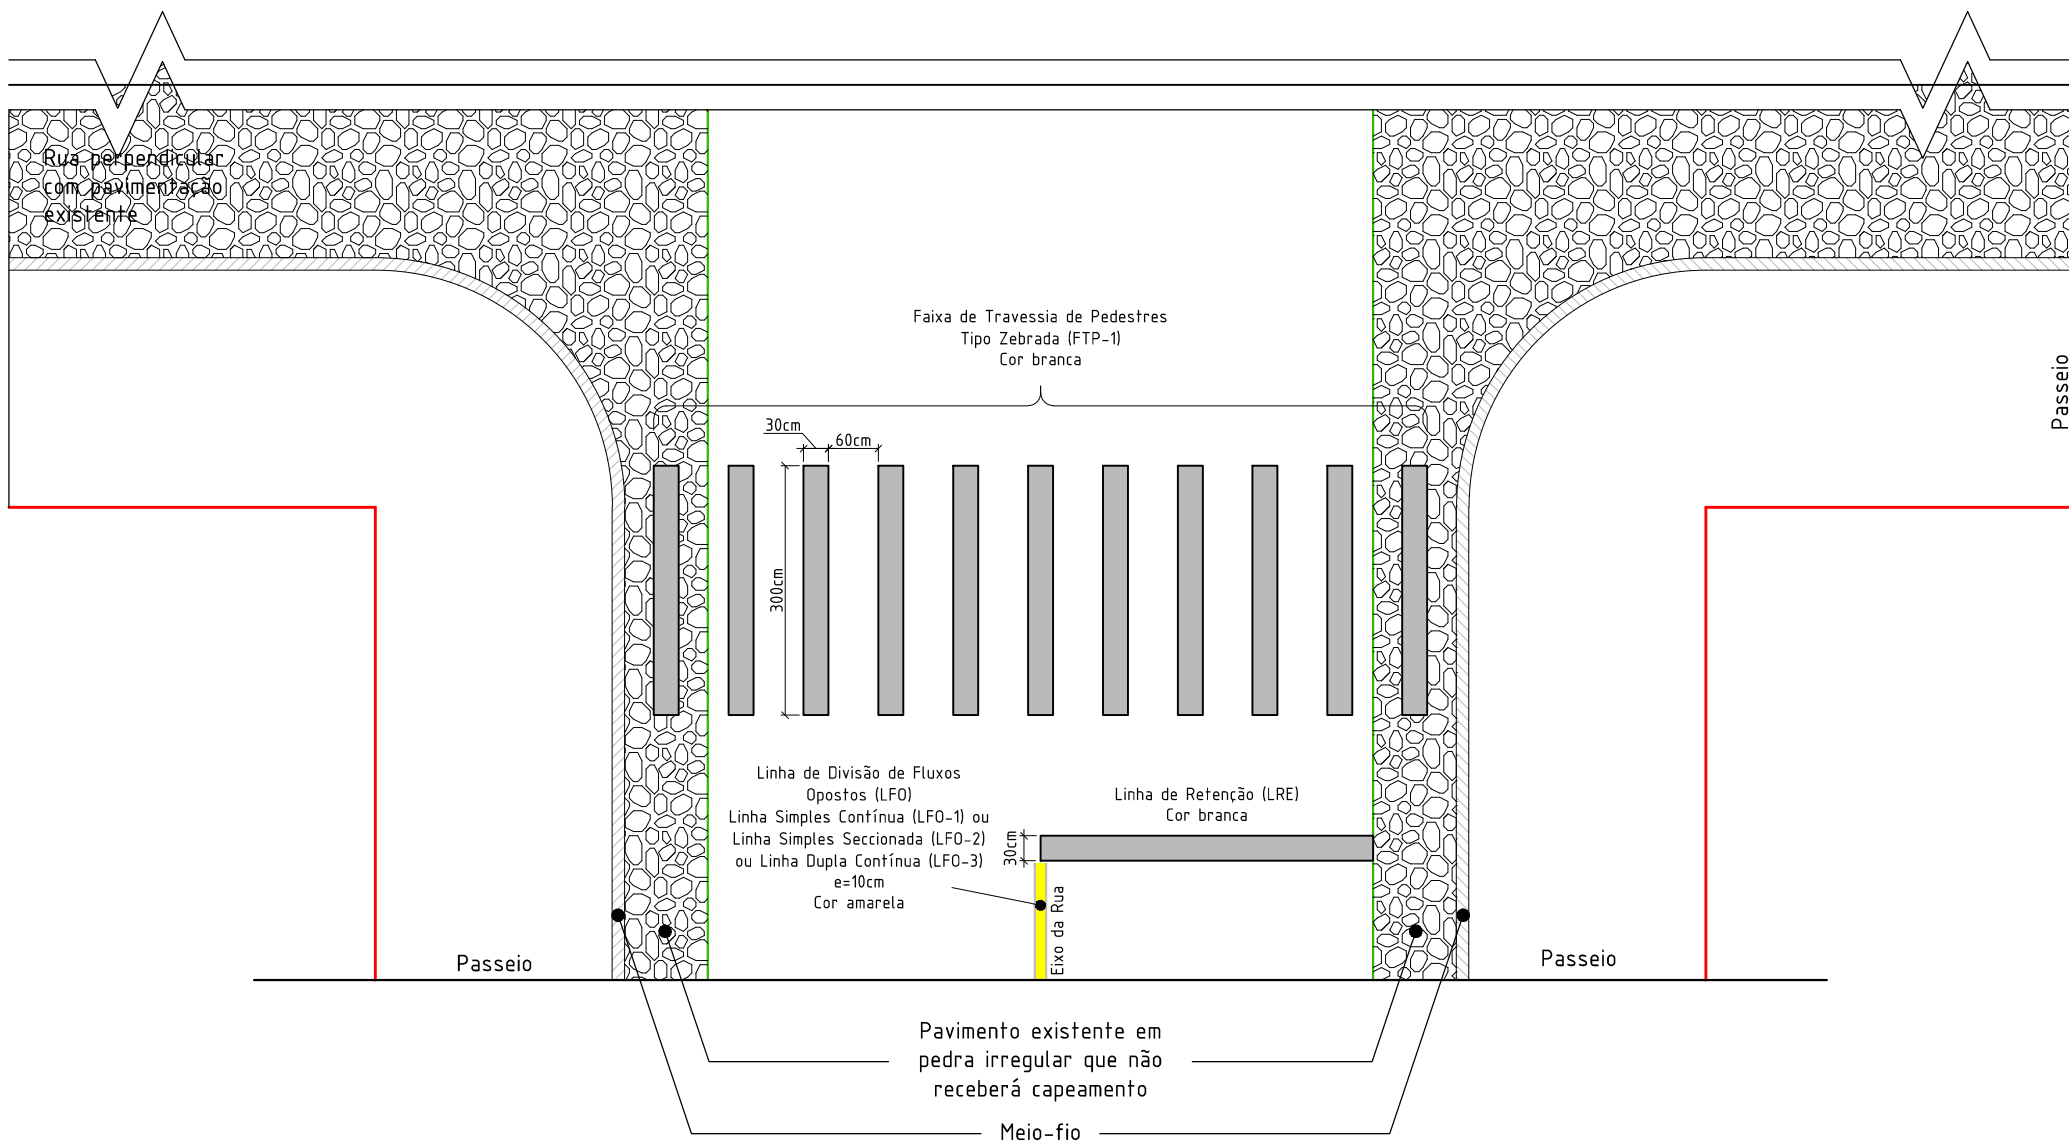 Rua perpendicular
com pavimentação
existente
Faixa de Travessia de Pedestres
Tipo Zebrada (FTP-1)
Cor branca
Passeio
30cm
60cm
300cm
Linha de Divisão de Fluxos
Opostos (LFO)
Linha Simples Contínua (LFO-1) ou
Linha Simples Seccionada (LFO-2)
ou Linha Dupla Contínua (LFO-3)
e=10cm
Cor amarela
Linha de Retenção (LRE)
Cor branca
30cm
Eixo da Rua
Passeio
Passeio
Pavimento existente em
pedra irregular que não
receberá capeamento
Meio-fio